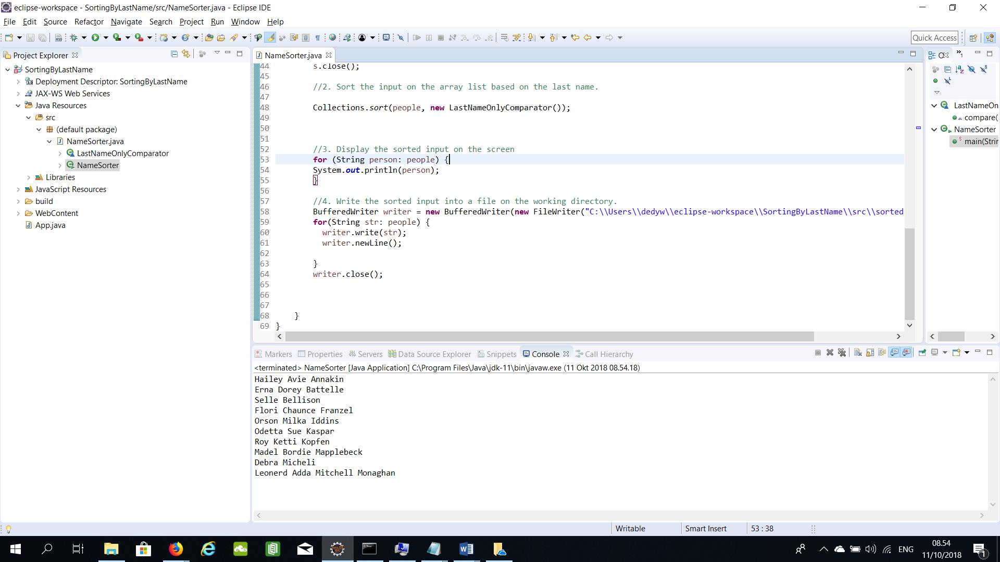 eclipse-workspace - SortingByLastName/src/NameSorter.java - Eclipse IDE
File Edit Source Refactor Navigate Search Project Run Window Help
Quick Access
Project Explorer
SortingByLastName
Deployment Descriptor: SortingByLastName
JAX-WS Web Services
Java Resources
src
(default package)
NameSorter.java
LastNameOnlyComparator
NameSorter
Libraries
JavaScript Resources
build
WebContent
App.java
NameSorter.java
44 s.close();
45
46 //2. Sort the input on the array list based on the last name.
47
48 Collections.sort(people, new LastNameOnlyComparator());
49
50
51
52 //3. Display the sorted input on the screen
53 for (String person: people) {
54 System.out.println(person);
55 }
56
57 //4. Write the sorted input into a file on the working directory.
58 BufferedWriter writer = new BufferedWriter(new FileWriter("C:\\Users\\dedyw\\eclipse-workspace\\SortingByLastName\\src\\sorted
59 for(String str: people) {
60 writer.write(str);
61 writer.newLine();
62
63 }
64 writer.close();
65
66
67
68 }
69 }
LastNameOn
compare(
NameSorter
main(Strin
Markers Properties Servers Data Source Explorer Snippets Console Call Hierarchy
<terminated> NameSorter [Java Application] C:\Program Files\Java\jdk-11\bin\javaw.exe (11 Okt 2018 08.54.18)
Hailey Avie Annakin
Erna Dorey Battelle
Selle Bellison
Flori Chaunce Franzel
Orson Milka Iddins
Odetta Sue Kaspar
Roy Ketti Kopfen
Madel Bordie Mapplebeck
Debra Micheli
Leonerd Adda Mitchell Monaghan
Writable Smart Insert 53 : 38
ENG
08.54
11/10/2018
1